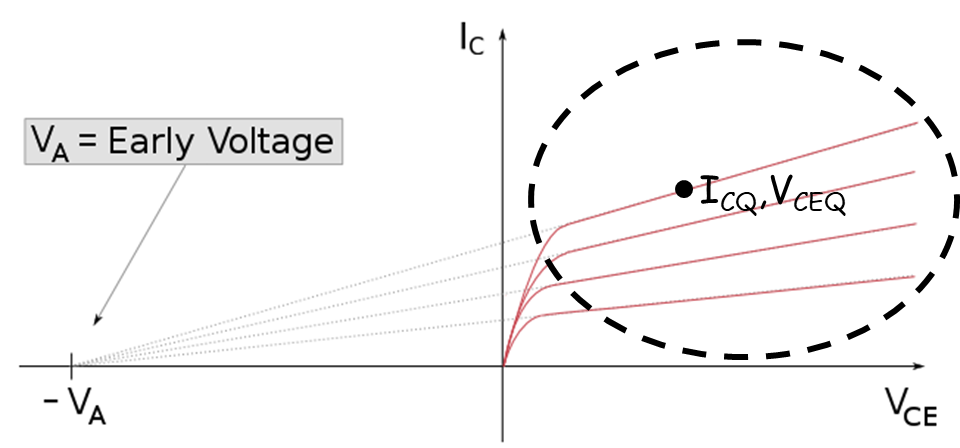 I_C
V_A = Early Voltage
I_CQ, V_CEQ
– V_A
V_CE